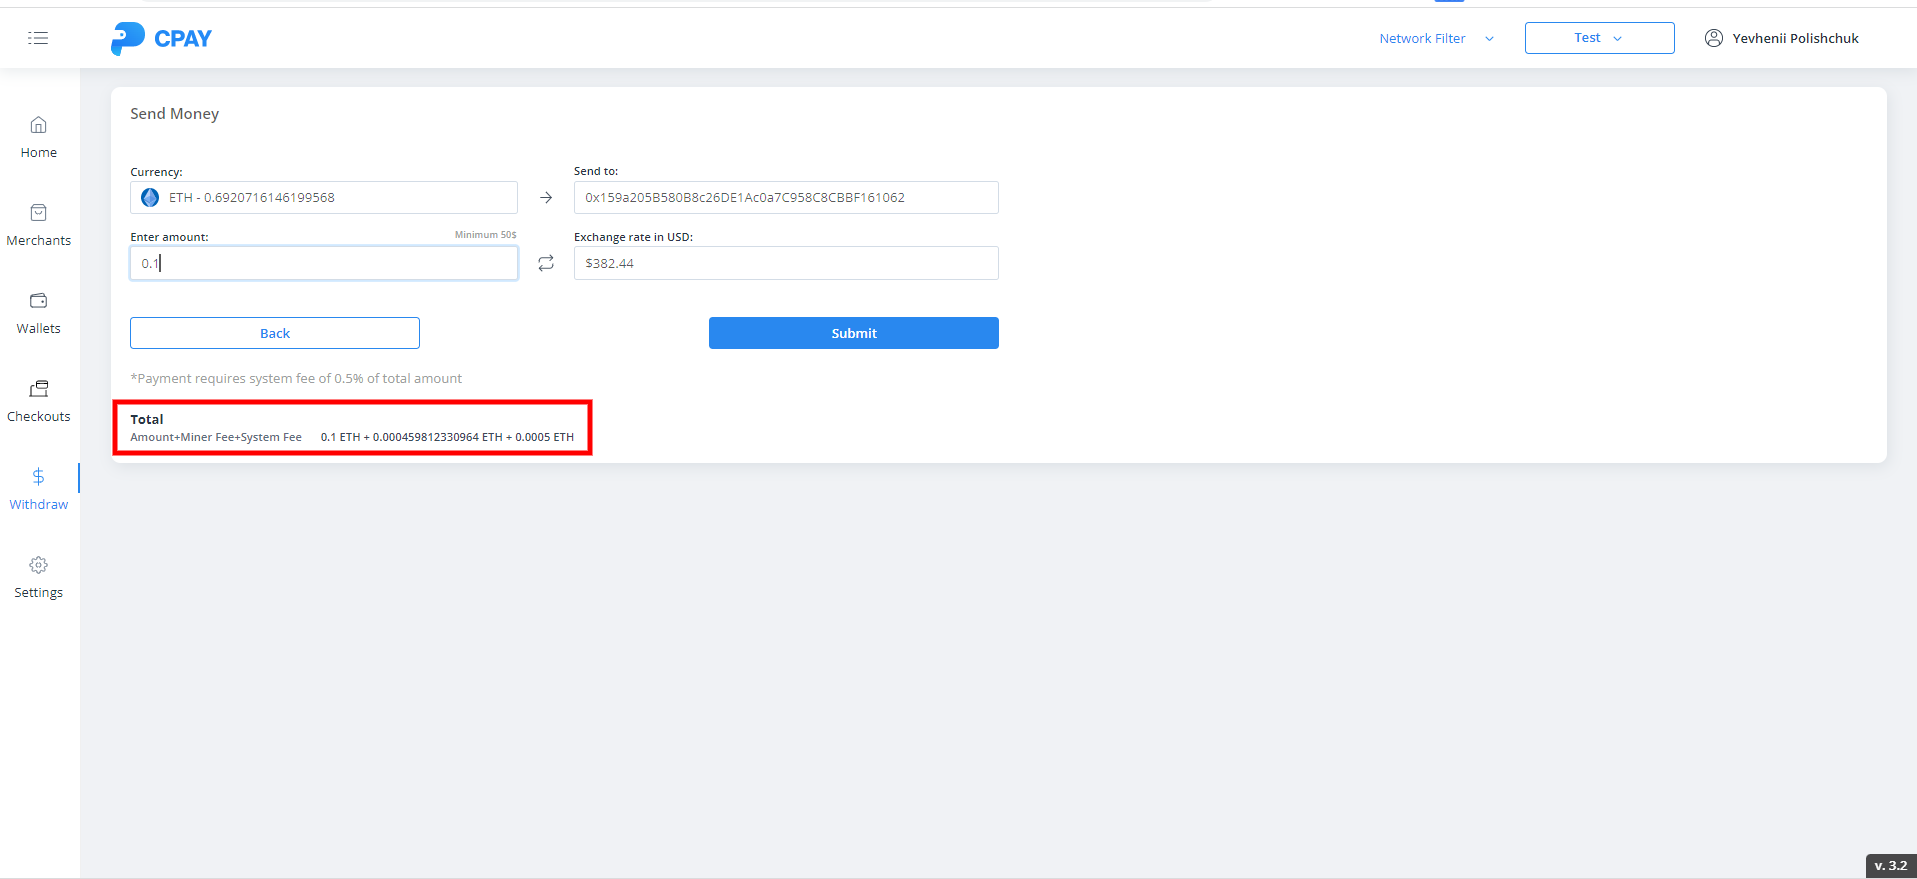 CPAY
Network Filter
Test
Yevhenii Polishchuk
Home
Merchants
Wallets
Checkouts
Withdraw
Settings
Send Money
Currency:
Send to:
ETH - 0.6920716146199568
0x159a205B580B8c26DE1Ac0a7C958C8CBBF161062
Enter amount:
Minimum 50$
Exchange rate in USD:
0.1
$382.44
Back
Submit
*Payment requires system fee of 0.5% of total amount
Total
Amount+Miner Fee+System Fee 0.1 ETH + 0.000459812330964 ETH + 0.0005 ETH
v. 3.2